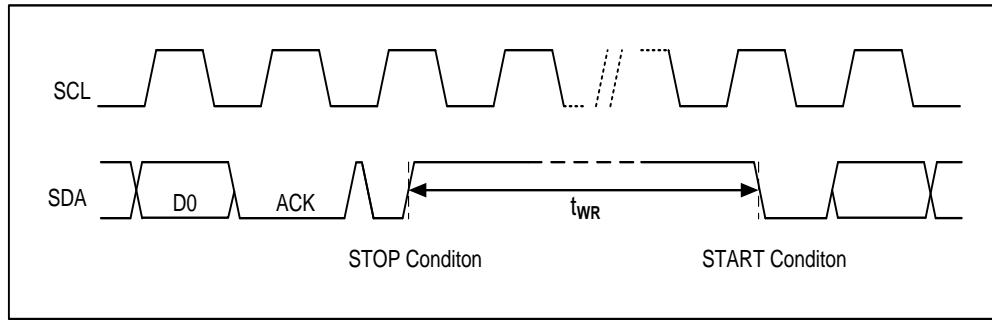 SCL
SDA
D0
ACK
tWR
STOP Conditon
START Conditon